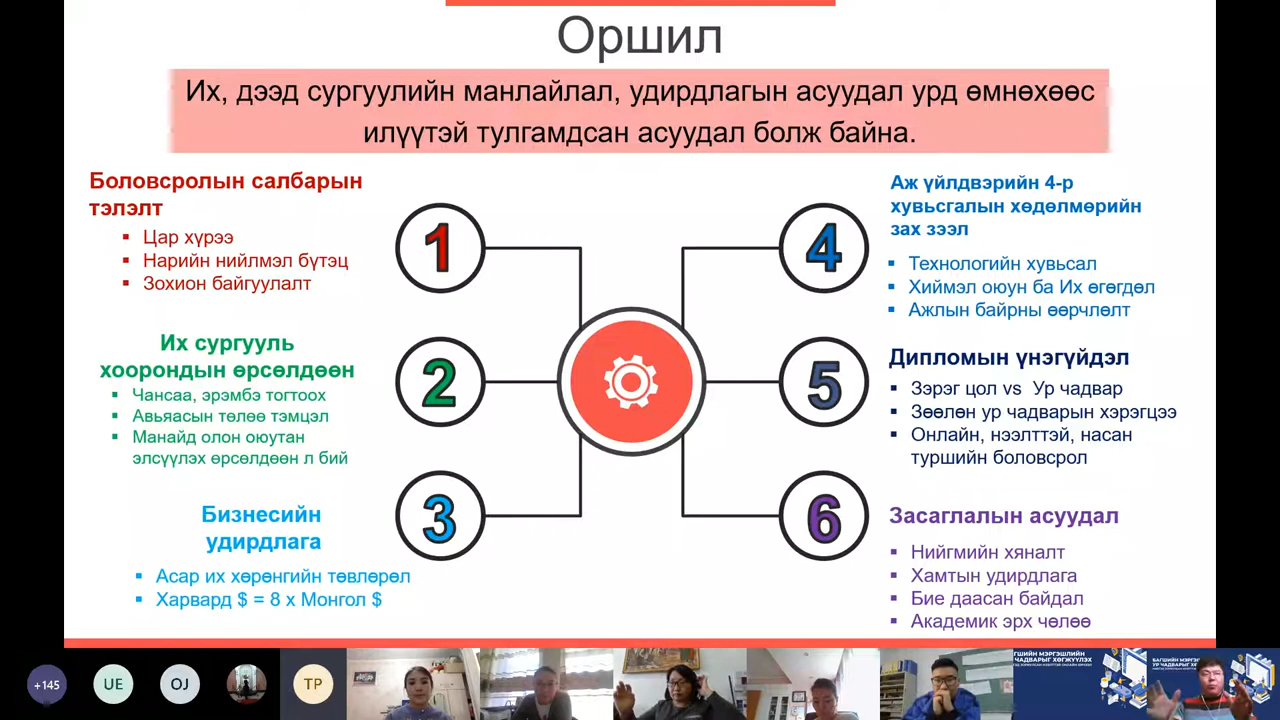 Оршил
Их, дээд сургуулийн манлайлал, удирдлагын асуудал урд өмнөхөөс
илүүтэй тулгамдсан асуудал болж байна.
Боловсролын салбарын
тэлэлт
▪ Цар хүрээ
▪ Нарийн нийлмэл бүтэц
▪ Зохион байгуулалт
1
Их сургууль
хоорондын өрсөлдөөн
▪ Чансаа, эрэмбэ тогтоох
▪ Авьяасын төлөө тэмцэл
▪ Манайд олон оюутан
элсүүлэх өрсөлдөөн л бий
2
Бизнесийн
удирдлага
▪ Асар их хөрөнгийн төвлөрөл
▪ Харвард $ = 8 x Монгол $
3
4
Аж үйлдвэрийн 4-р
хувьсгалын хөдөлмөрийн
зах зээл
▪ Технологийн хувьсал
▪ Хиймэл оюун ба Их өгөгдөл
▪ Ажлын байрны өөрчлөлт
5
Дипломын үнэгүйдэл
▪ Зэрэг цол vs Ур чадвар
▪ Зөөлөн ур чадварын хэрэгцээ
▪ Онлайн, нээлттэй, насан
туршийн боловсрол
6
Засаглалын асуудал
▪ Нийгмийн хяналт
▪ Хамтын удирдлага
▪ Бие даасан байдал
▪ Академик эрх чөлөө
+145
UE
OJ
TP
БАГШИЙН МЭРГЭШЛИЙН
УР ЧАДВАРЫГ ХӨГЖҮҮЛЭХ